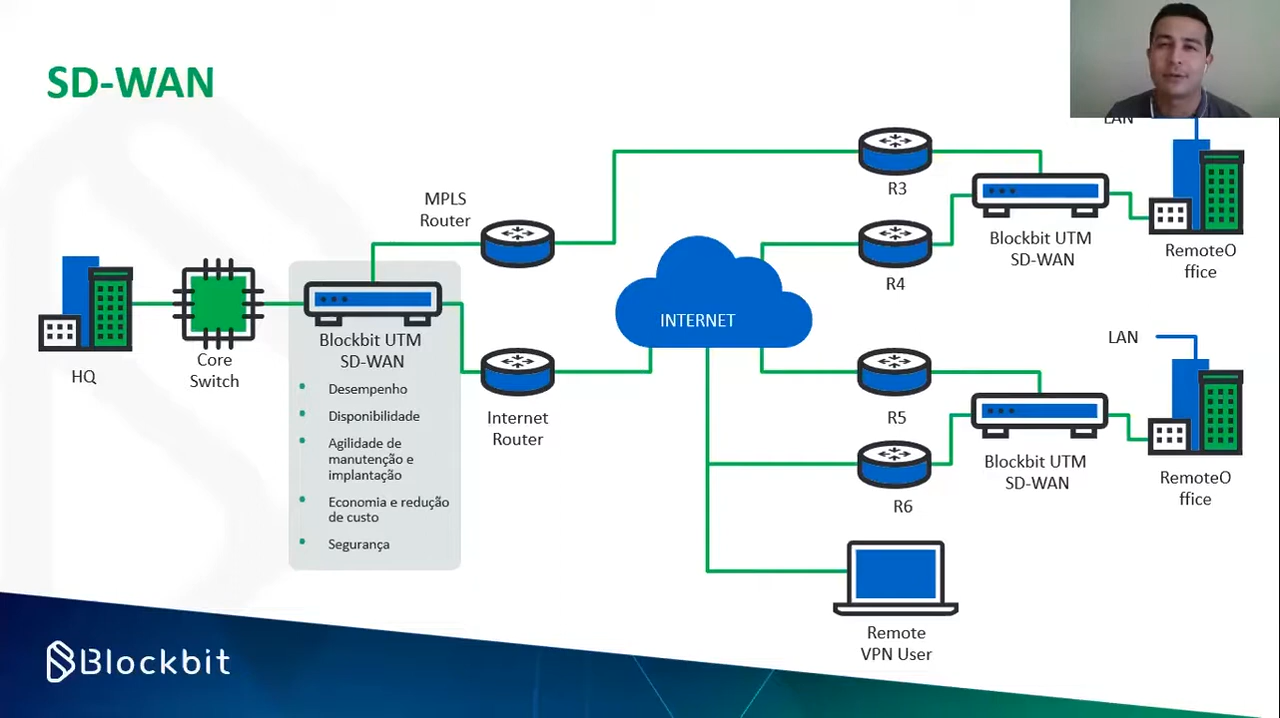 SD-WAN
LAN
MPLS
Router
R3
Blockbit UTM
SD-WAN
RemoteO
ffice
R4
INTERNET
HQ
Core
Switch
Blockbit UTM
SD-WAN
Desempenho
Disponibilidade
Agilidade de
manutenção e
implantação
Economia e redução
de custo
Segurança
Internet
Router
LAN
R5
Blockbit UTM
SD-WAN
RemoteO
ffice
R6
Remote
VPN User
Blockbit